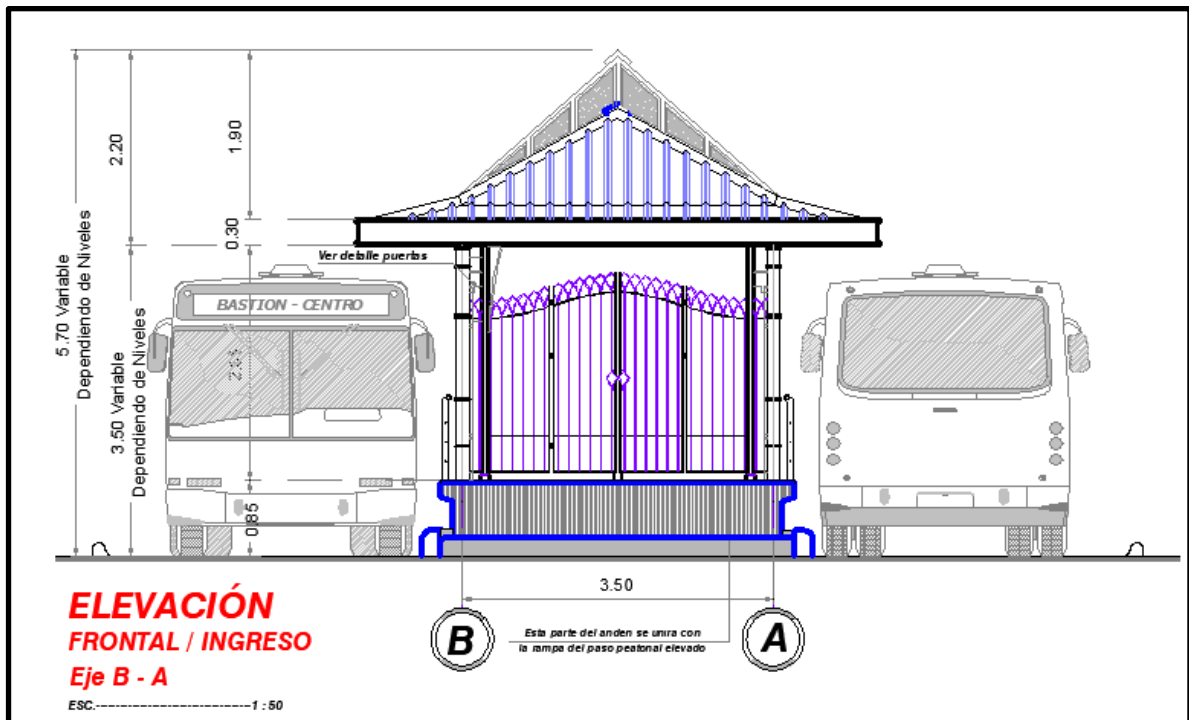 2.20
1.90
0.30
5.70 Variable
Dependiendo de Niveles
3.50 Variable
Dependiendo de Niveles
0.85
Ver detalle puertas
BASTION - CENTRO
3.50
B
A
Esta parte del anden se unira con
la rampa del paso peatonal elevado
ELEVACIÓN
FRONTAL / INGRESO
Eje B - A
ESC.-----------------------------------1 : 50